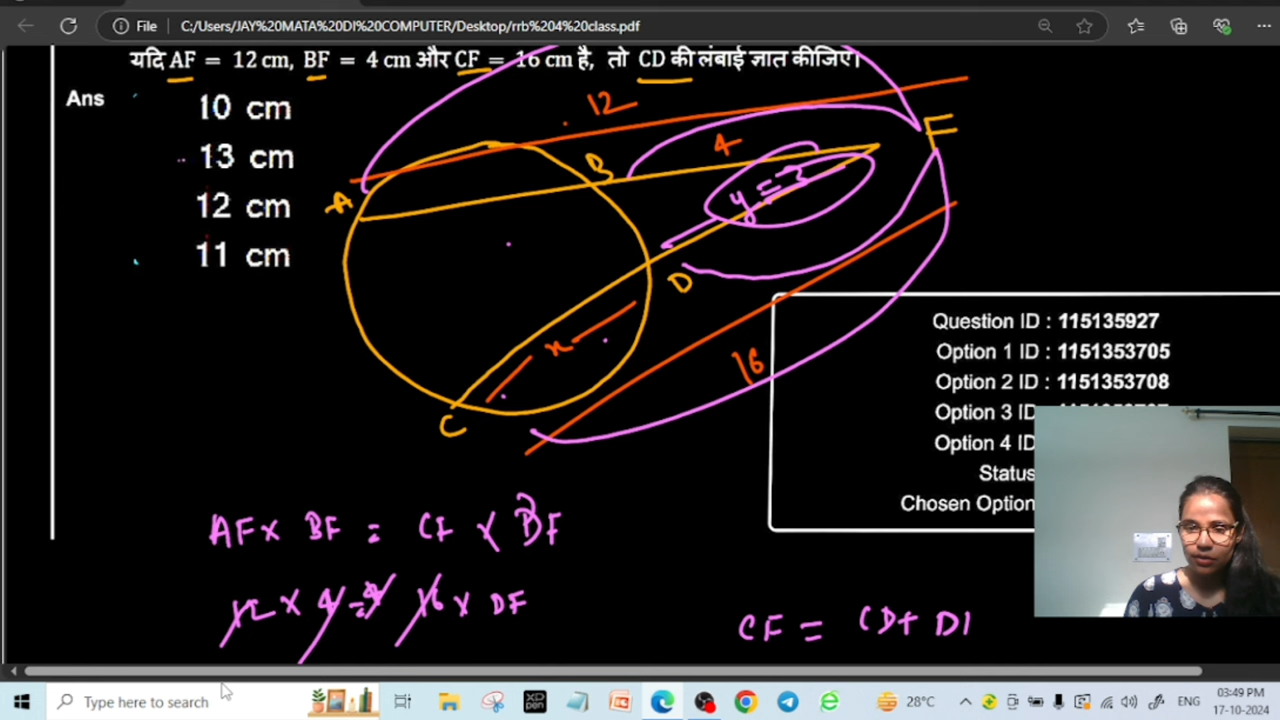 File C:/Users/JAY%20MATA%20DI%20COMPUTER/Desktop/rrb%204%20class.pdf
यदि AF = 12 cm, BF = 4 cm और CF = 16 cm है, तो CD की लंबाई ज्ञात कीजिए।
Ans
10 cm
13 cm
12 cm
11 cm
12
4
F
B
y = 3
A
D
x
16
C
Question ID : 115135927
Option 1 ID : 1151353705
Option 2 ID : 1151353708
Option 3 ID
Option 4 ID
Status
Chosen Option
AF × BF = CF × DF
12 × 4 = 16 × DF
CF = CD+ DF
Type here to search
28°C
ENG
03:49 PM
17-10-2024